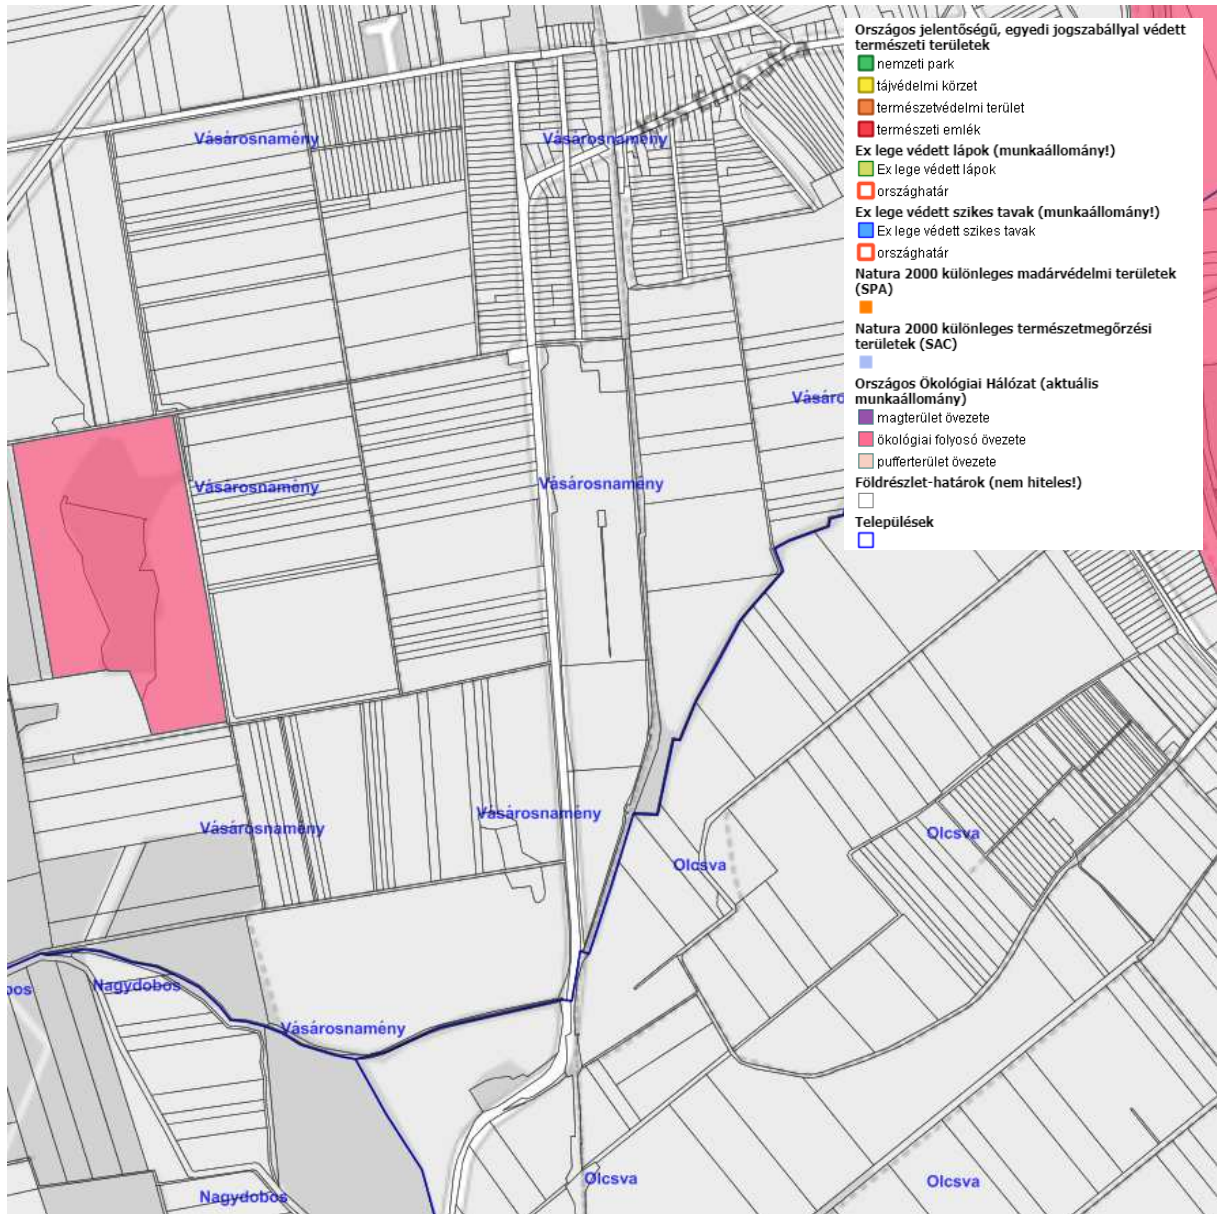 Országos jelentőségű, egyedi jogszabállyal védett
természeti területek
nemzeti park
tájvédelmi körzet
természetvédelmi terület
természeti emlék
Ex lege védett lápok (munkaállomány!)
Ex lege védett lápok
országhatár
Ex lege védett szikes tavak (munkaállomány!)
Ex lege védett szikes tavak
országhatár
Natura 2000 különleges madárvédelmi területek
(SPA)
Natura 2000 különleges természetmegőrzési
területek (SAC)
Országos Ökológiai Hálózat (aktuális
munkaállomány)
magterület övezete
ökológiai folyosó övezete
pufferterület övezete
Földrészlet-határok (nem hiteles!)
Települések
Vásárosnamény
Vásárosnamény
Vásáro
Vásárosnamény
Vásárosnamény
Vásárosnamény
Vásárosnamény
Olcsva
Olcsva
Nagydobos
Vásárosnamény
Nagydobos
Olcsva
Olcsva